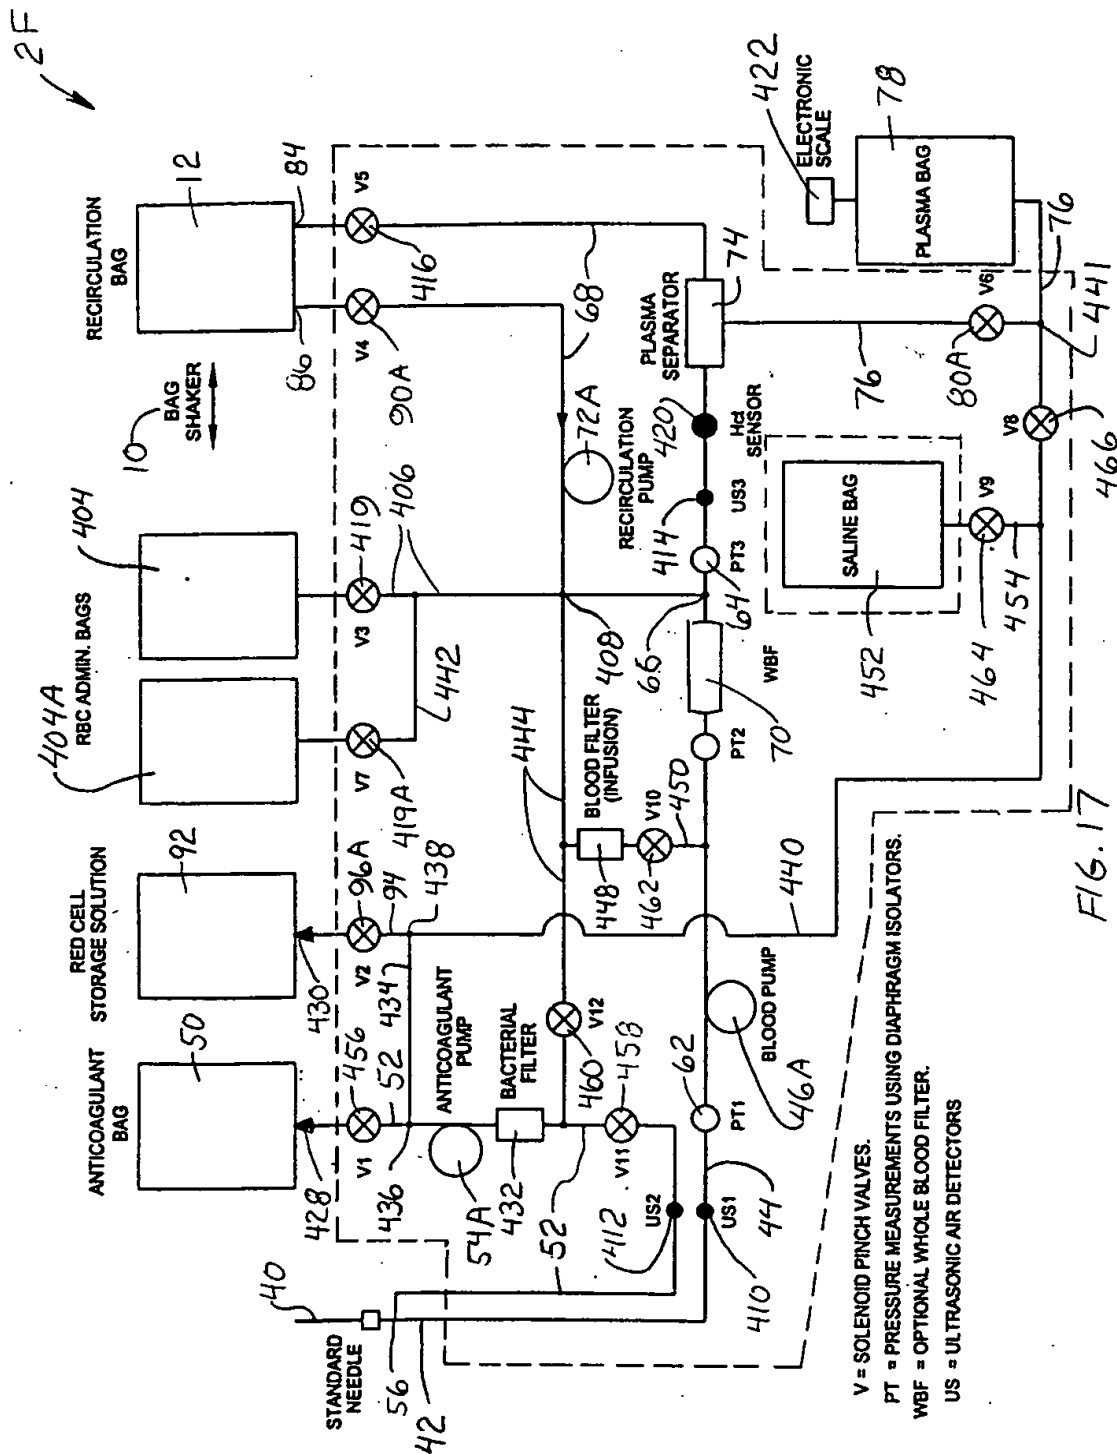 2F
RECIRCULATION
BAG
12
86
84
10
BAG
SHAKER
404
404A
RBC ADMIN. BAGS
RED CELL
STORAGE SOLUTION
92
430
ANTICOAGULANT
BAG
50
428
V5
416
V4
90A
V3
419
406
V7
419A
442
V2
96A
94
434
438
V1
456
52
436
68
68
72A
RECIRCULATION
PUMP
408
444
BLOOD FILTER
(INFUSION)
448
V10
462
450
V12
460
ANTICOAGULANT
PUMP
54A
BACTERIAL
FILTER
432
V11
458
52
US2
412
40
STANDARD
NEEDLE
56
42
PLASMA
SEPARATOR
74
Hct
SENSOR
420
US3
414
PT3
64
66
WBF
70
PT2
BLOOD PUMP
46A
PT1
62
44
US1
410
ELECTRONIC
SCALE
422
PLASMA BAG
78
76
76
V6
80A
441
V8
466
SALINE BAG
452
V9
464
454
440
V = SOLENOID PINCH VALVES.
PT = PRESSURE MEASUREMENTS USING DIAPHRAGM ISOLATORS.
WBF = OPTIONAL WHOLE BLOOD FILTER.
US = ULTRASONIC AIR DETECTORS
FIG. 17